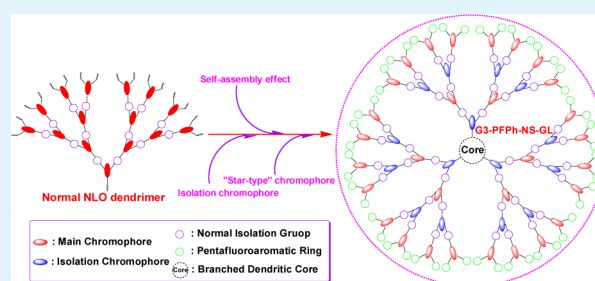 Self-assembly effect
"Star-type" chromophore
Isolation chromophore
Normal NLO dendrimer
G3-PFPh-NS-GL
Core
: Main Chromophore
: Isolation Chromophore
: Normal Isolation Gruop
: Pentafluoroaromatic Ring
Core : Branched Dendritic Core